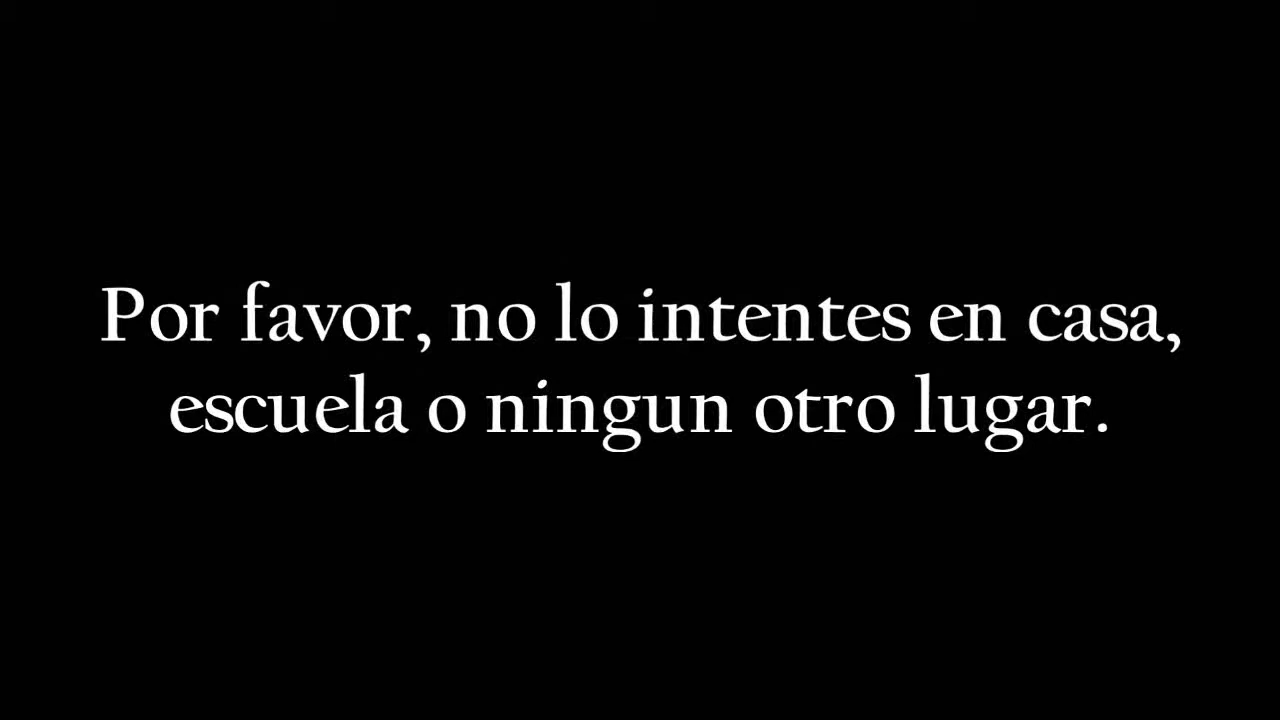 Por favor, no lo intentes en casa,
escuela o ningun otro lugar.